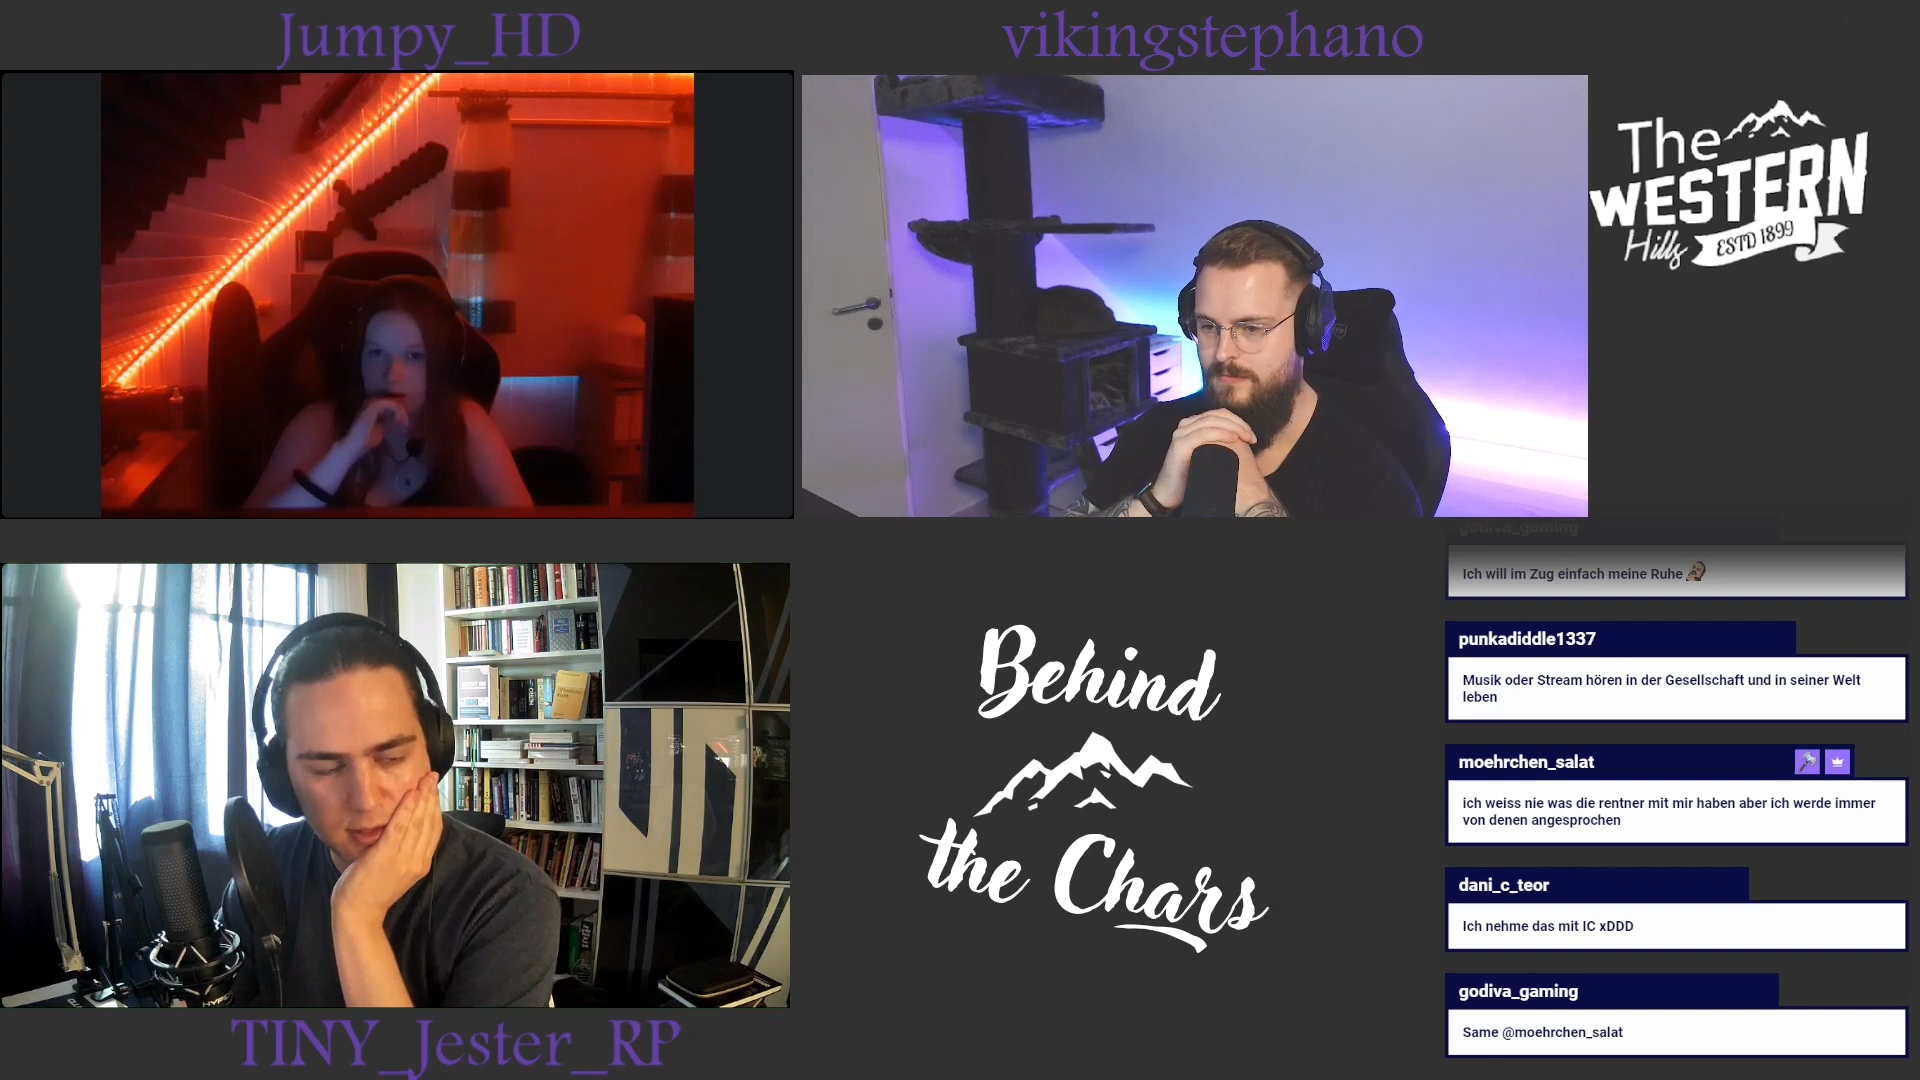 Jumpy_HD
vikingstephano
The
WESTERN
Hills
ESTD 1899
godiva_gaming
Ich will im Zug einfach meine Ruhe
punkadiddle1337
Musik oder Stream hören in der Gesellschaft und in seiner Welt
leben
moehrchen_salat
ich weiss nie was die rentner mit mir haben aber ich werde immer
von denen angesprochen
dani_c_teor
Ich nehme das mit IC xDDD
godiva_gaming
Same @moehrchen_salat
Behind
the Chars
TINY_Jester_RP